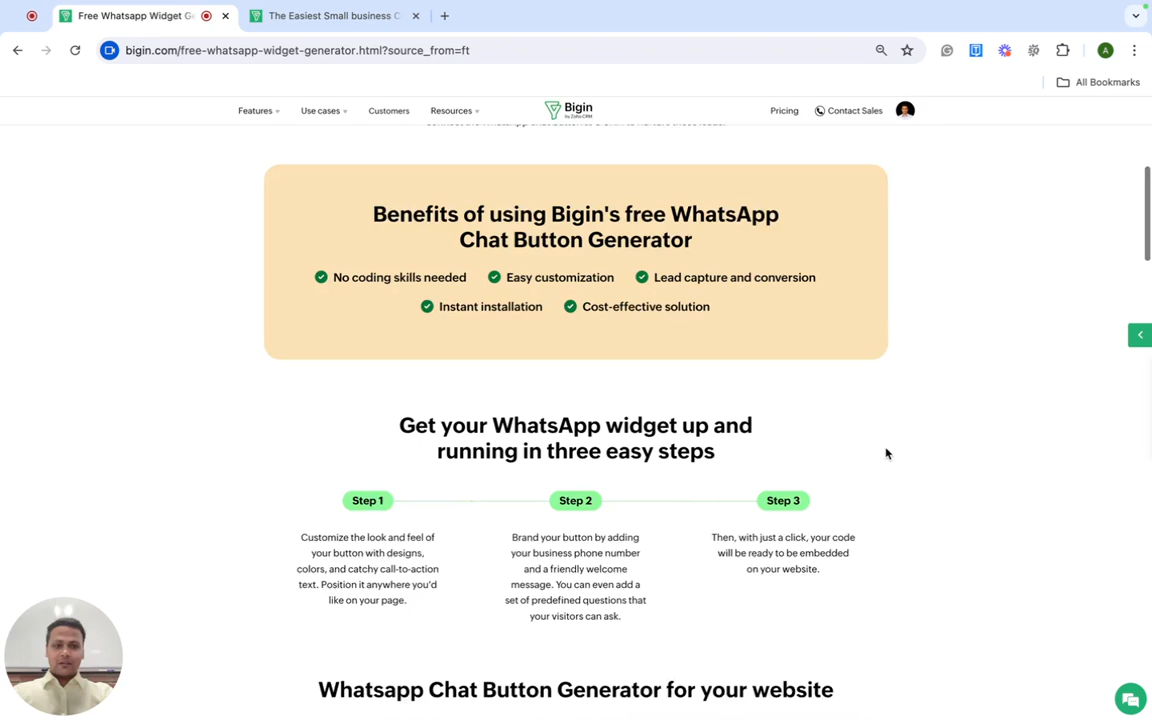 Free Whatsapp Widget Ge
The Easiest Small business C
bigin.com/free-whatsapp-widget-generator.html?source_from=ft
A
All Bookmarks
Features
Use cases
Customers
Resources
Bigin
by Zoho CRM
Pricing
Contact Sales
Benefits of using Bigin's free WhatsApp
Chat Button Generator
No coding skills needed
Easy customization
Lead capture and conversion
Instant installation
Cost-effective solution
Get your WhatsApp widget up and
running in three easy steps
Step 1
Step 2
Step 3
Customize the look and feel of
your button with designs,
colors, and catchy call-to-action
text. Position it anywhere you'd
like on your page.
Brand your button by adding
your business phone number
and a friendly welcome
message. You can even add a
set of predefined questions that
your visitors can ask.
Then, with just a click, your code
will be ready to be embedded
on your website.
Whatsapp Chat Button Generator for your website